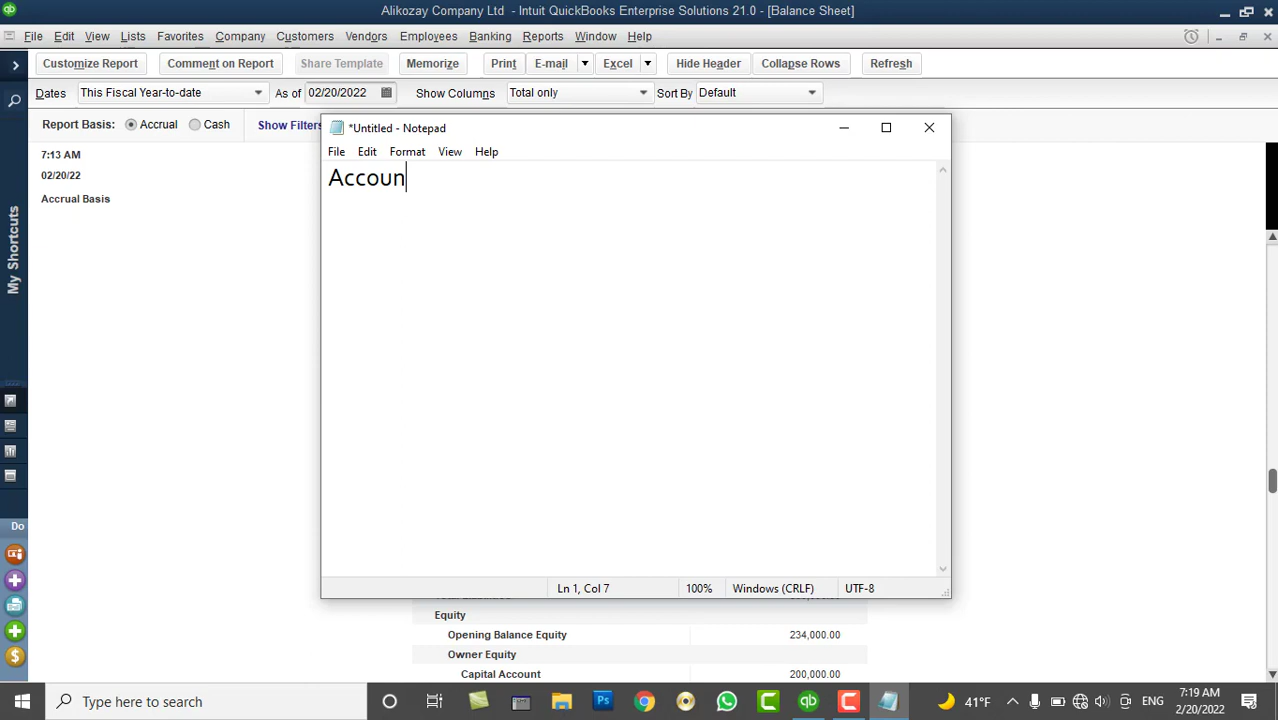 Alikozay Company Ltd - Intuit QuickBooks Enterprise Solutions 21.0 - [Balance Sheet]
File Edit View Lists Favorites Company Customers Vendors Employees Banking Reports Window Help
Customize Report Comment on Report Share Template Memorize Print E-mail Excel Hide Header Collapse Rows Refresh
Dates This Fiscal Year-to-date As of 02/20/2022 Show Columns Total only Sort By Default
Report Basis: Accrual Cash Show Filters
*Untitled - Notepad
File Edit Format View Help
Accoun
7:13 AM
02/20/22
Accrual Basis
My Shortcuts
Do
Ln 1, Col 7 100% Windows (CRLF) UTF-8
Equity
Opening Balance Equity 234,000.00
Owner Equity
Capital Account 200,000.00
Type here to search
Ps
41°F
ENG
7:19 AM
2/20/2022